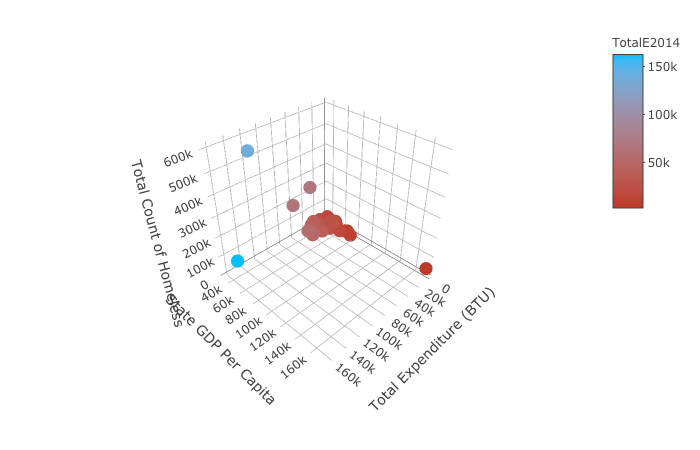 TotalE2014
150k
100k
50k
600k
500k
400k
300k
200k
100k
0
Total Count of Homeless
40k
60k
80k
100k
120k
140k
160k
State GDP Per Capita
0
20k
40k
60k
80k
100k
120k
140k
160k
Total Expenditure (BTU)